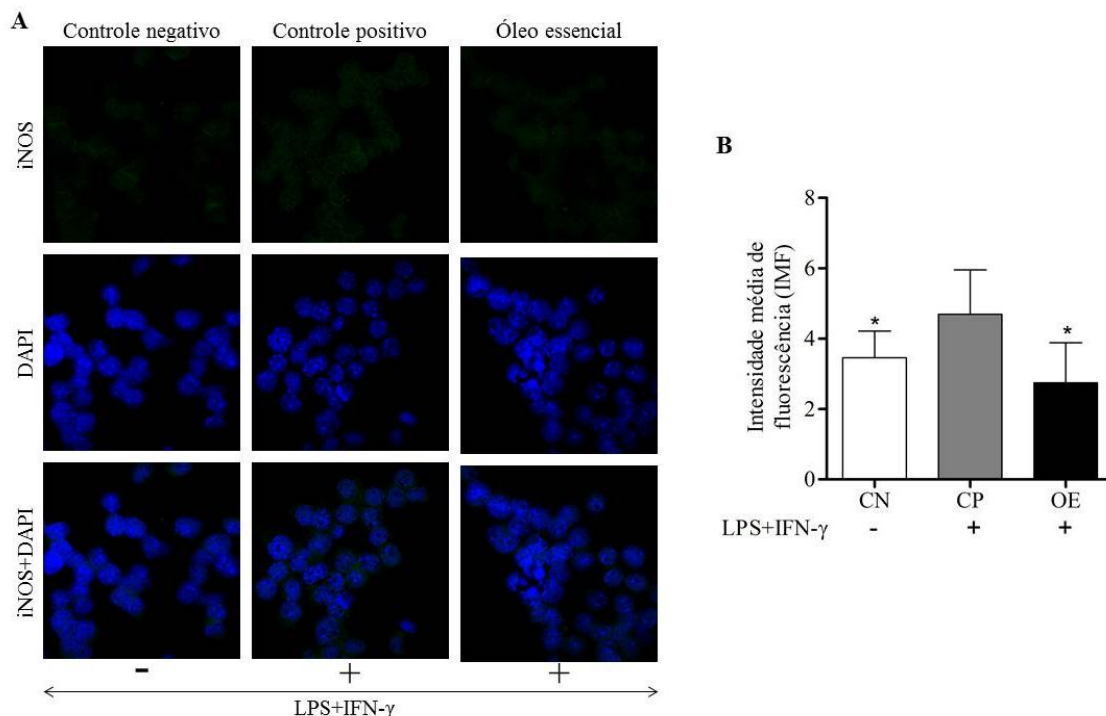 A
Controle negativo Controle positivo Óleo essencial
iNOS
DAPI
iNOS+DAPI
- + +
LPS+IFN-γ
B
Intensidade média de
fluorescência (IMF)
8
6
4
2
0
* *
CN CP OE
LPS+IFN-γ - + +